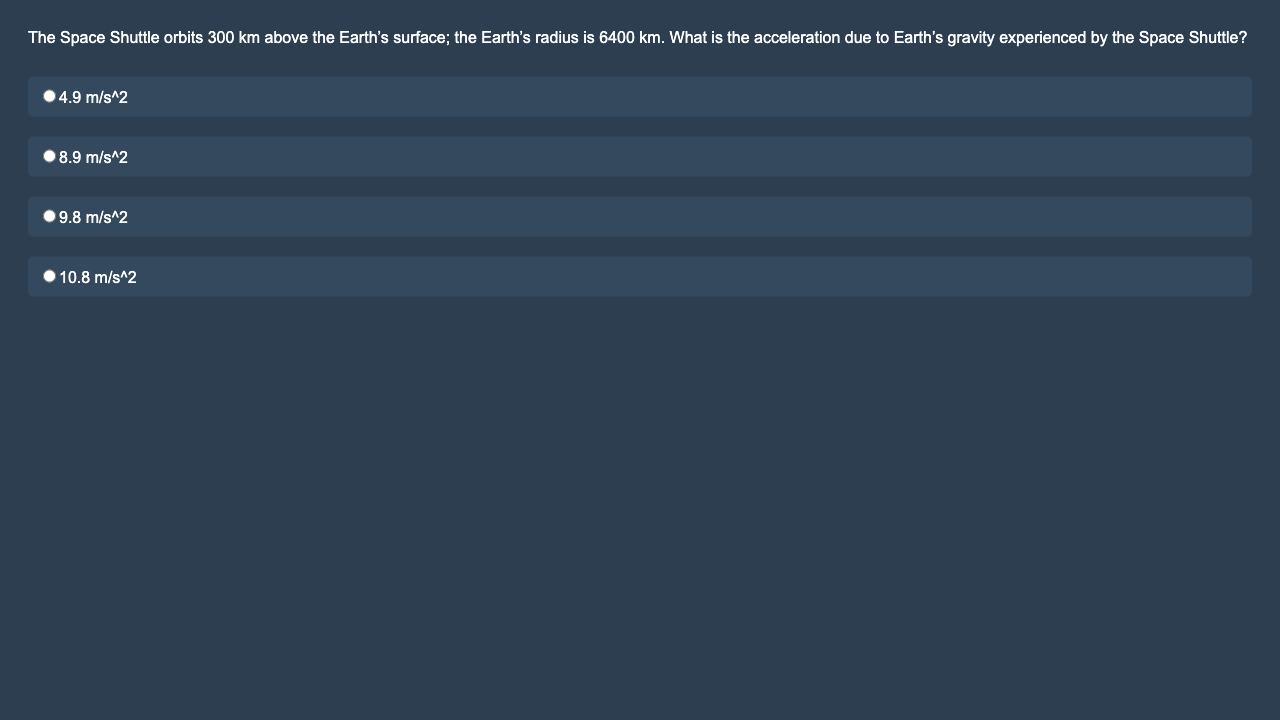 The Space Shuttle orbits 300 km above the Earth’s surface; the Earth’s radius is 6400 km. What is the acceleration due to Earth’s gravity experienced by the Space Shuttle?
4.9 m/s^2
8.9 m/s^2
9.8 m/s^2
10.8 m/s^2